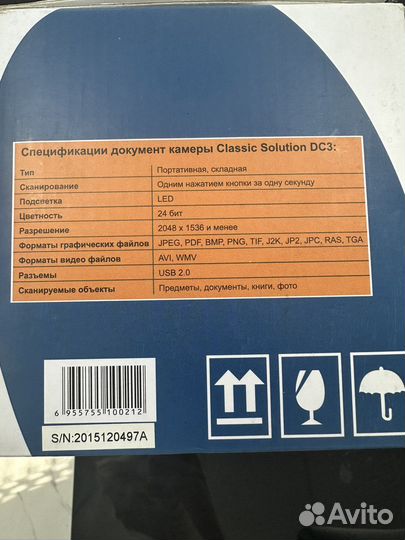 Спецификации документ камеры Classic Solution DC3:
Тип Портативная, складная
Сканирование Одним нажатием кнопки за одну секунду
Подсветка LED
Цветность 24 бит
Разрешение 2048 x 1536 и менее
Форматы графических файлов JPEG, PDF, BMP, PNG, TIF, J2K, JP2, JPC, RAS, TGA
Форматы видео файлов AVI, WMV
Разъемы USB 2.0
Сканируемые объекты Предметы, документы, книги, фото
6 955755 100212
S/N:2015120497A
Avito